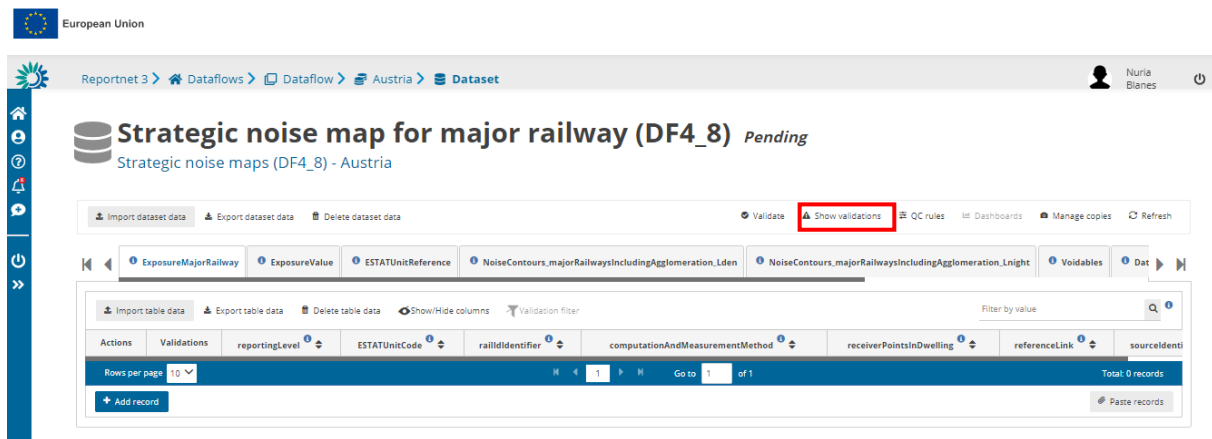 European Union
Reportnet 3 > Dataflows > Dataflow > Austria > Dataset
Nuria
Blanes
Strategic noise map for major railway (DF4_8) Pending
Strategic noise maps (DF4_8) - Austria
Import dataset data Export dataset data Delete dataset data Validate Show validations QC rules Dashboards Manage copies Refresh
ExposureMajorRailway ExposureValue ESTATUnitReference NoiseContours_majorRailwaysIncludingAgglomeration_Lden NoiseContours_majorRailwaysIncludingAgglomeration_Lnight Voidables Dat
Import table data Export table data Delete table data Show/Hide columns Validation filter Filter by value
Actions Validations reportingLevel ESTATUnitCode railIdIdentifier computationAndMeasurementMethod receiverPointsInDwelling referenceLink sourceIdenti
Rows per page 10 1 Go to 1 of 1 Total: 0 records
+ Add record Paste records